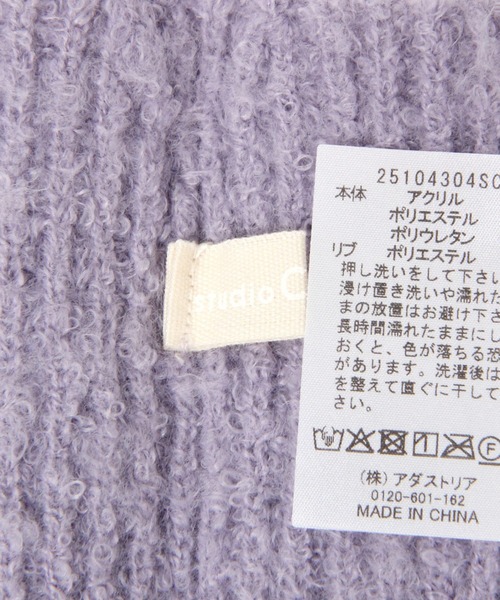 STUDIO C
25104304SC
本体 アクリル
ポリエステル
ポリウレタン
リブ ポリエステル
押し洗いをして下さい
浸け置き洗いや濡れた
まの放置はお避け下さ
長時間濡れたままにし
おくと、色が落ちる恐
があります。洗濯後は
を整えて直ぐに干して
さい。
(株) アダストリア
0120-601-162
MADE IN CHINA